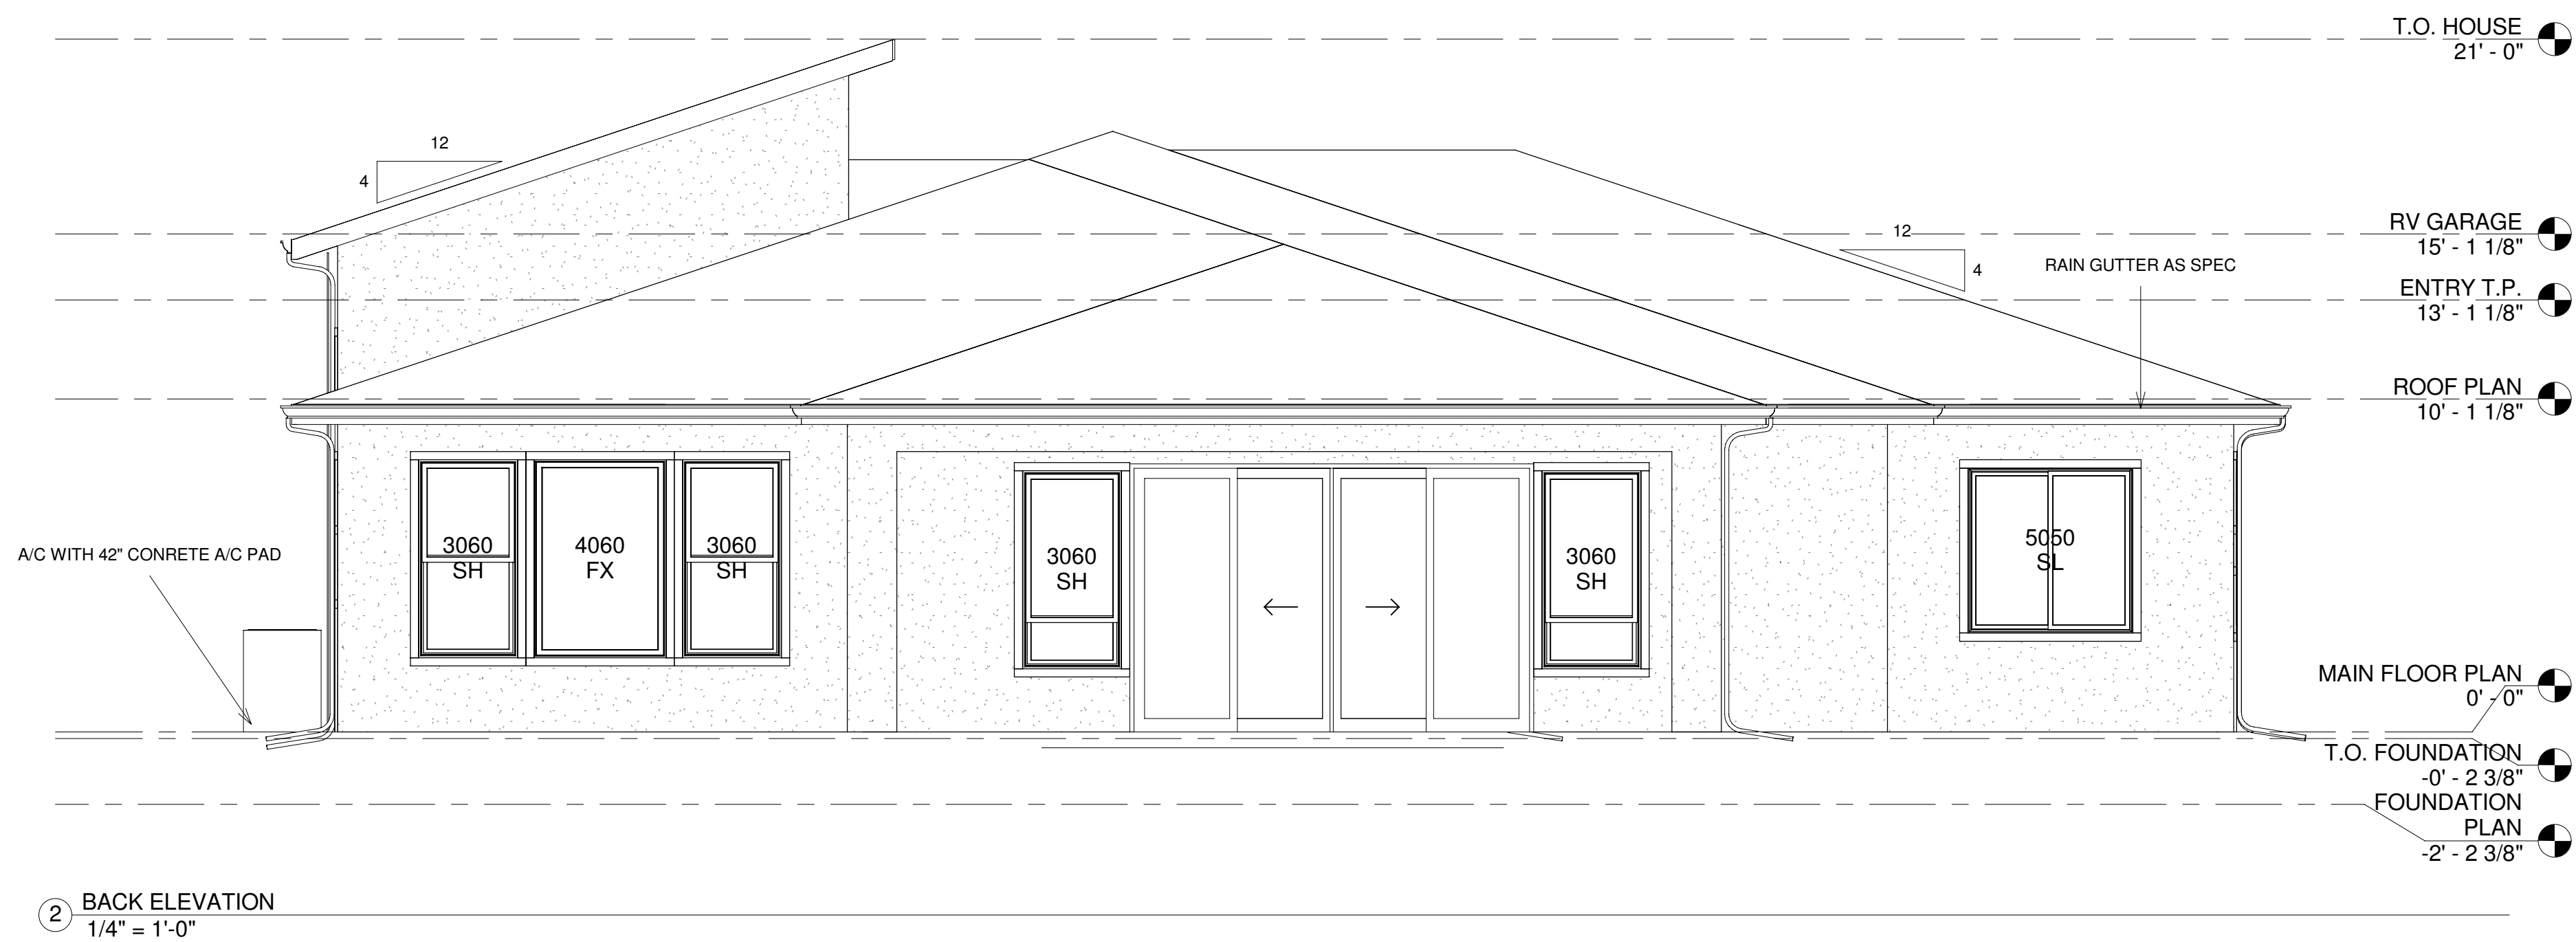 T.O. HOUSE
21' - 0"
12
4
RV GARAGE
15' - 1 1/8"
12
4
RAIN GUTTER AS SPEC
ENTRY T.P.
13' - 1 1/8"
ROOF PLAN
10' - 1 1/8"
A/C WITH 42" CONRETE A/C PAD
3060
SH
4060
FX
3060
SH
3060
SH
3060
SH
5050
SL
MAIN FLOOR PLAN
0' - 0"
T.O. FOUNDATION
-0' - 2 3/8"
FOUNDATION
PLAN
-2' - 2 3/8"
2
BACK ELEVATION
1/4" = 1'-0"